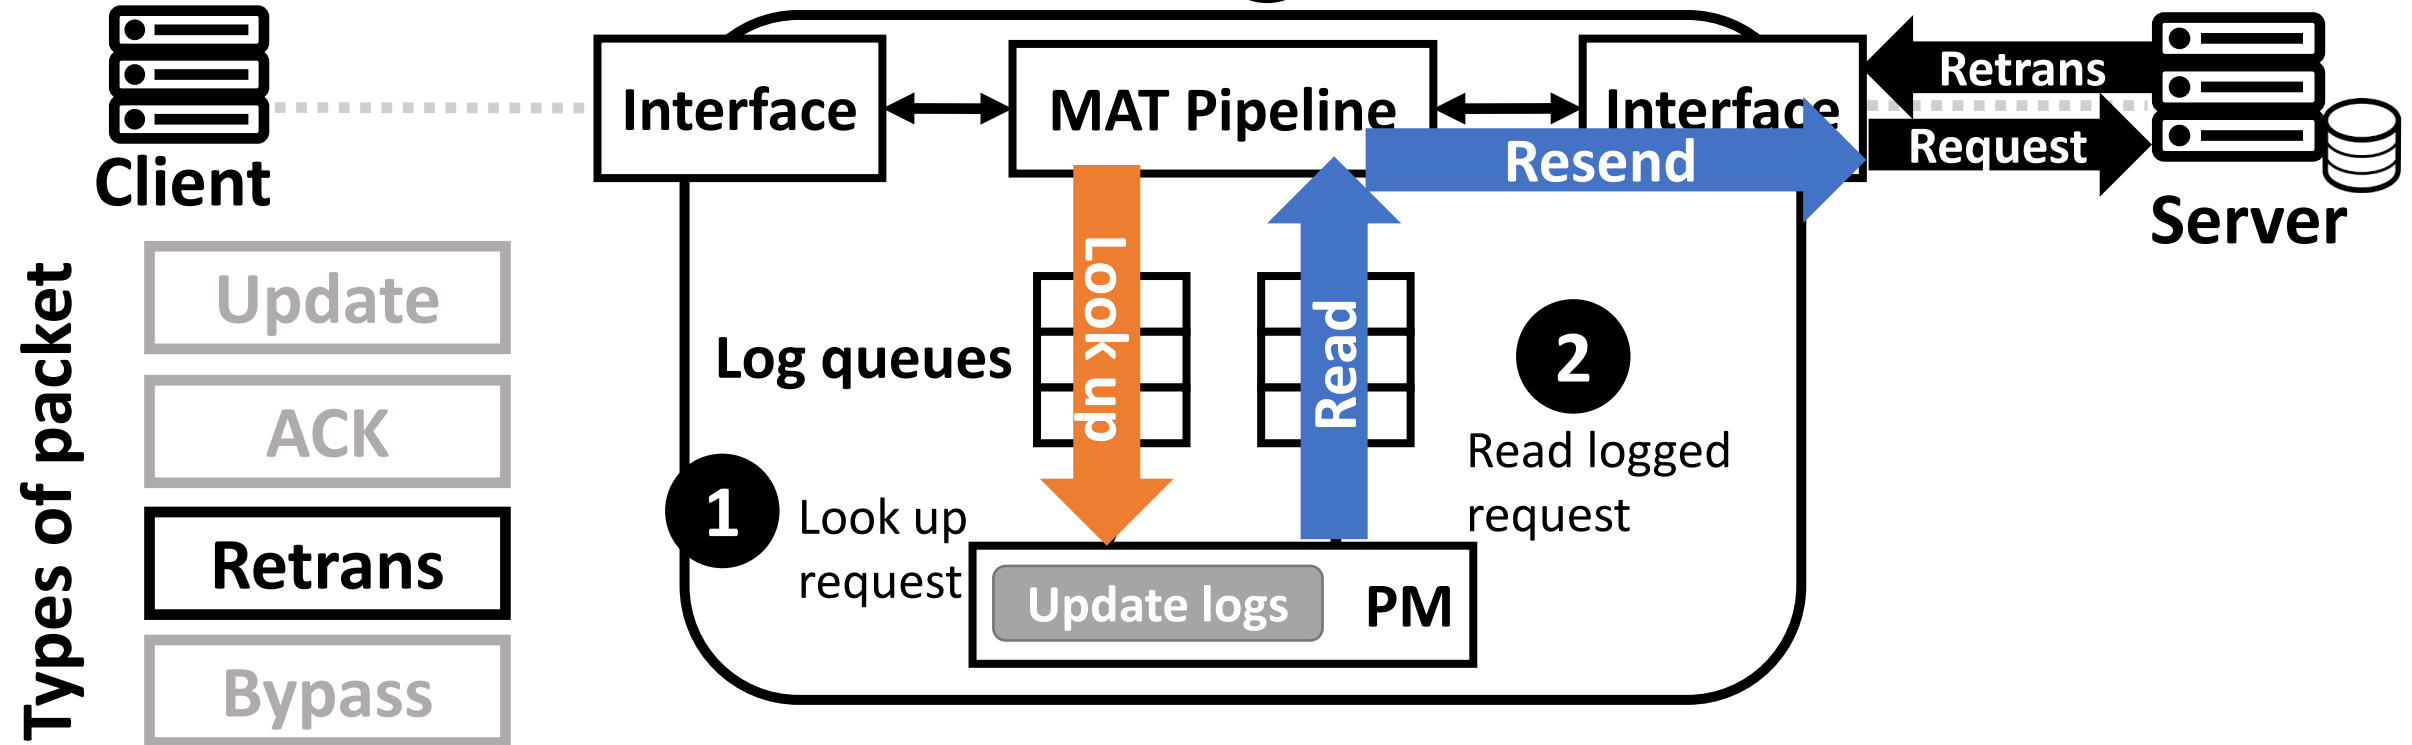 Client
Interface
MAT Pipeline
Interface
Retrans
Request
Resend
Server
Types of packet
Update
ACK
Retrans
Bypass
Log queues
Look up
Read
1
Look up
request
2
Read logged
request
Update logs
PM